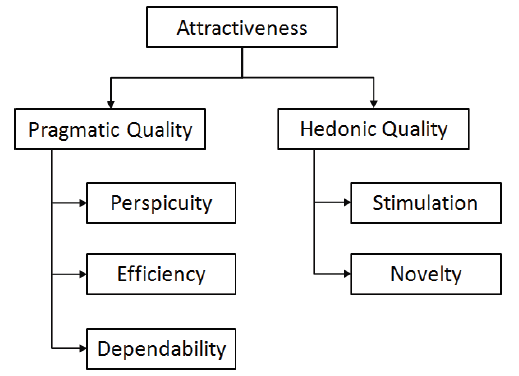 Attractiveness
Pragmatic Quality
Hedonic Quality
Perspicuity
Stimulation
Efficiency
Novelty
Dependability